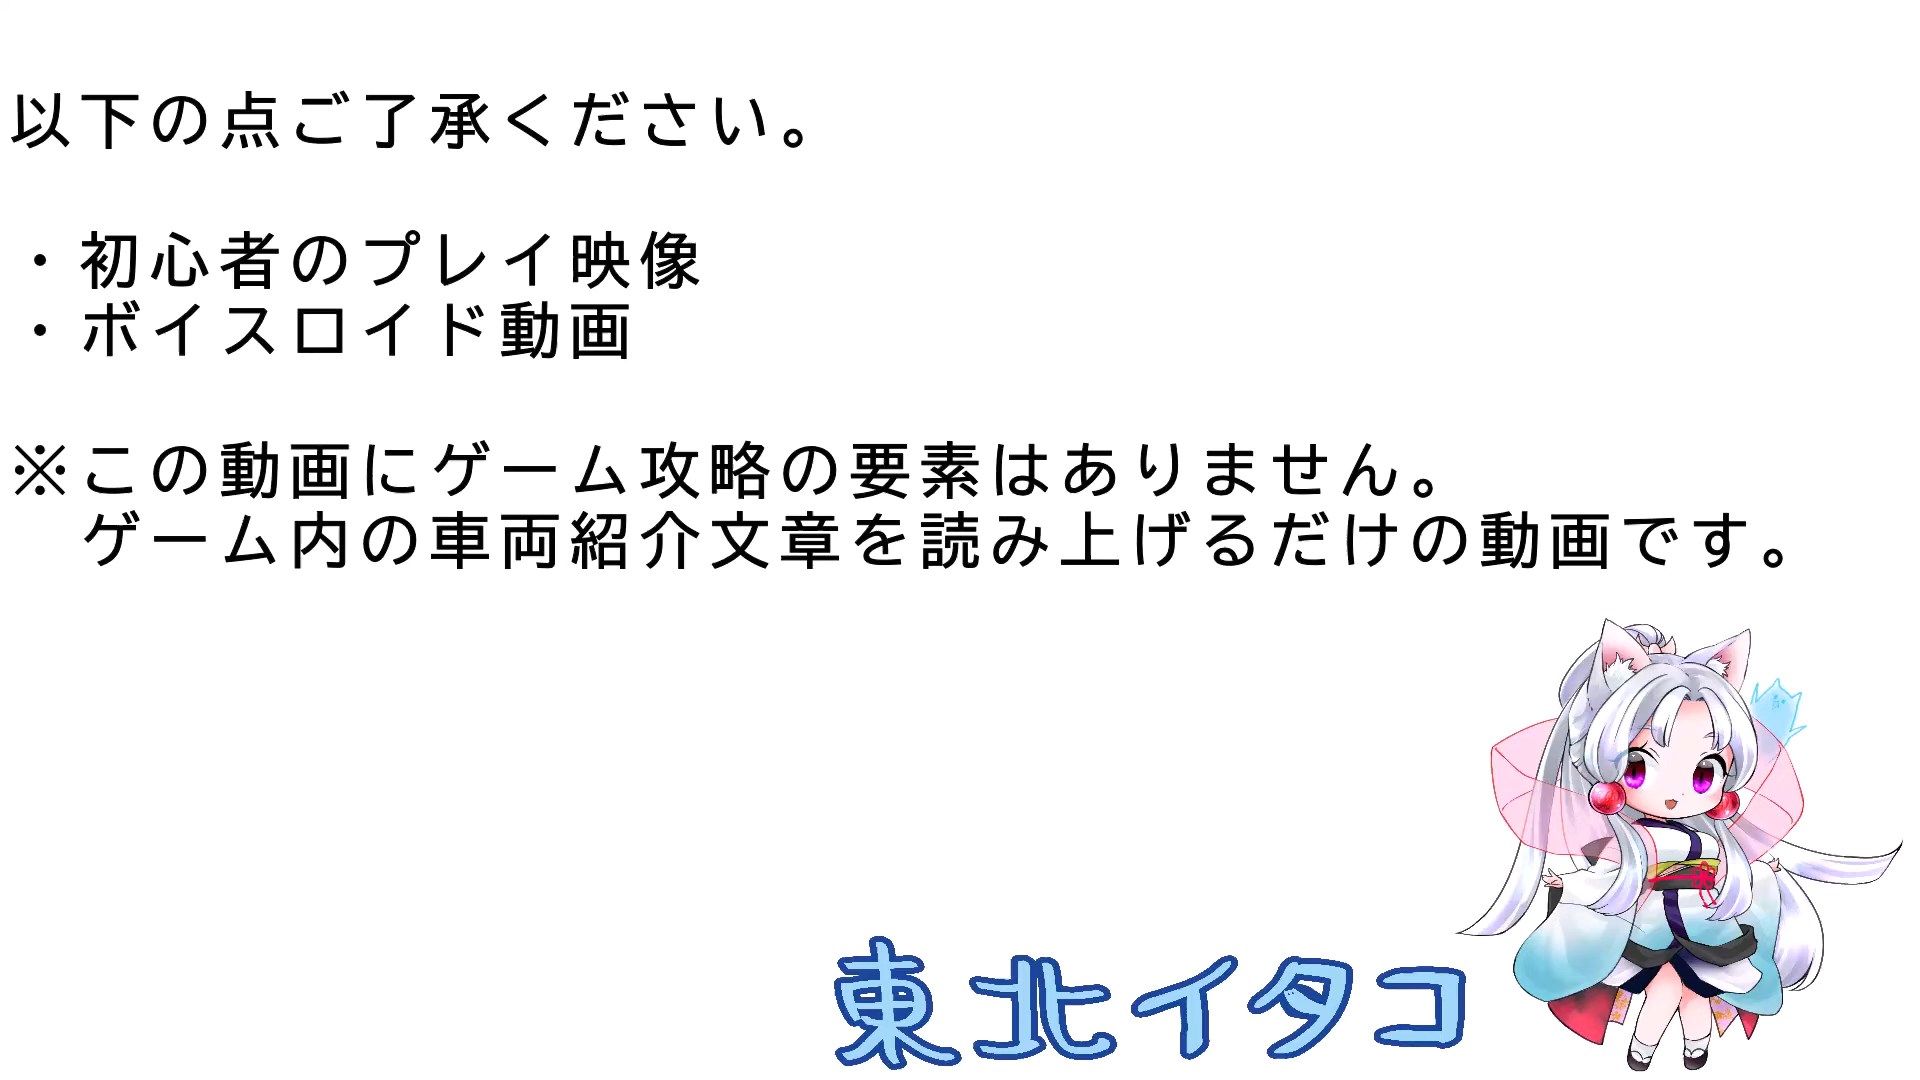 以下の点ご了承ください。
・初心者のプレイ映像
・ボイスロイド動画
※この動画にゲーム攻略の要素はありません。
ゲーム内の車両紹介文章を読み上げるだけの動画です。
東北イタコ